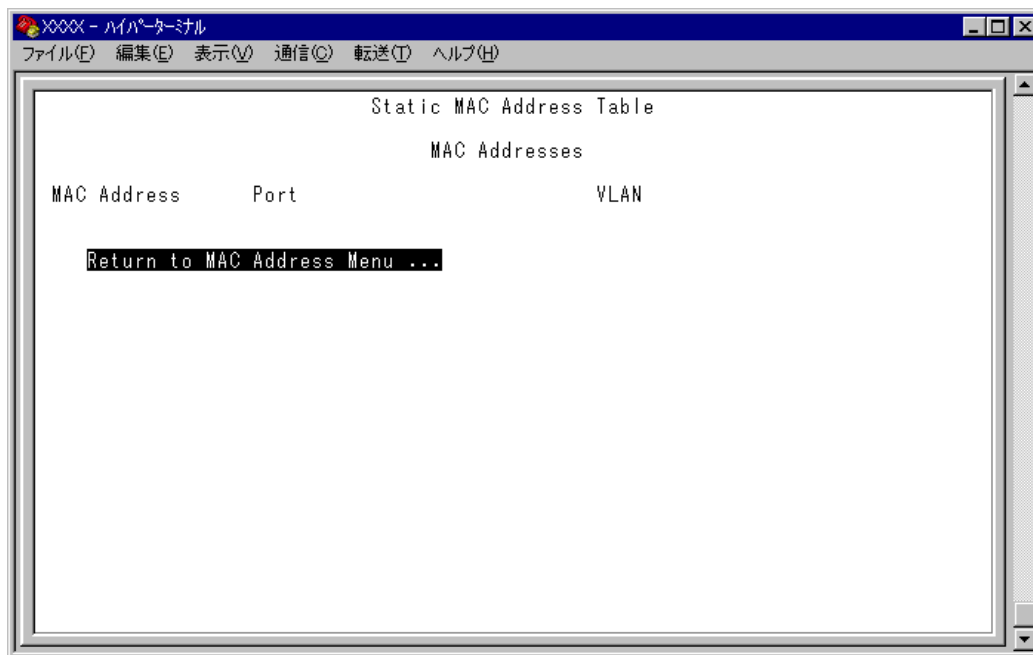 XXXX - ﾊｲﾊﾟｰﾀｰﾐﾅﾙ
ファイル(F) 編集(E) 表示(V) 通信(C) 転送(T) ヘルプ(H)
Static MAC Address Table
MAC Addresses
MAC Address Port VLAN
Return to MAC Address Menu ...